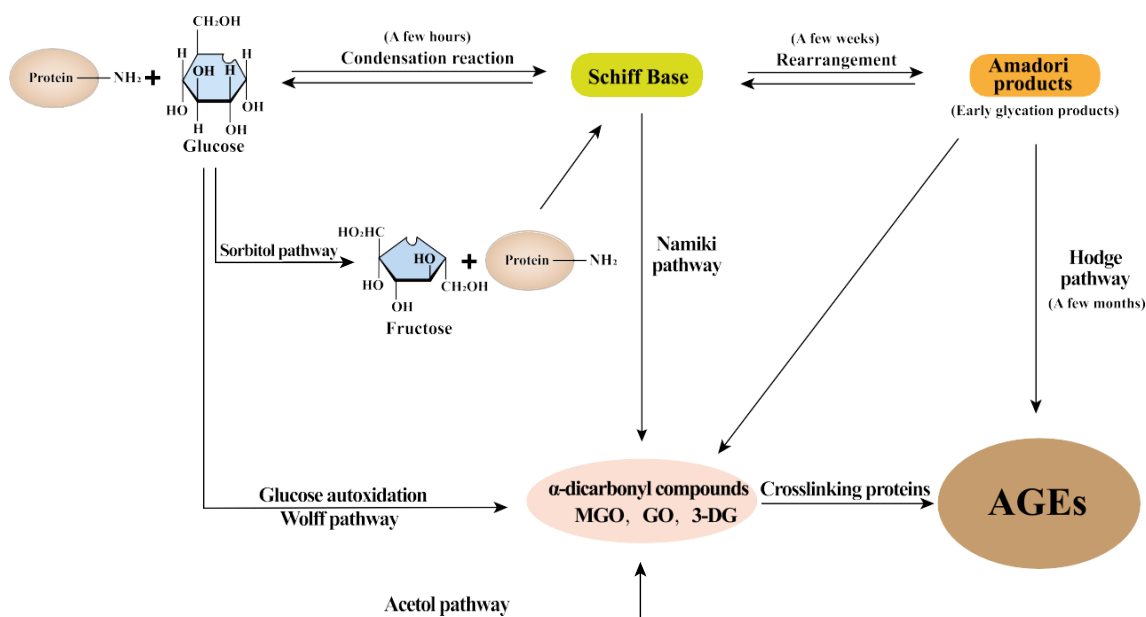 CH₂OH
(A few hours)
Condensation reaction
(A few weeks)
Rearrangement
Protein
NH₂
+
H
H
OH
H
HO
OH
H
OH
Glucose
Schiff Base
Amadori
products
(Early glycation products)
Sorbitol pathway
HO₂HC
HO
HO
CH₂OH
OH
Fructose
+
Protein
NH₂
Namiki
pathway
Hodge
pathway
(A few months)
Glucose autoxidation
Wolff pathway
α-dicarbonyl compounds
MGO, GO, 3-DG
Crosslinking proteins
AGEs
Acetol pathway